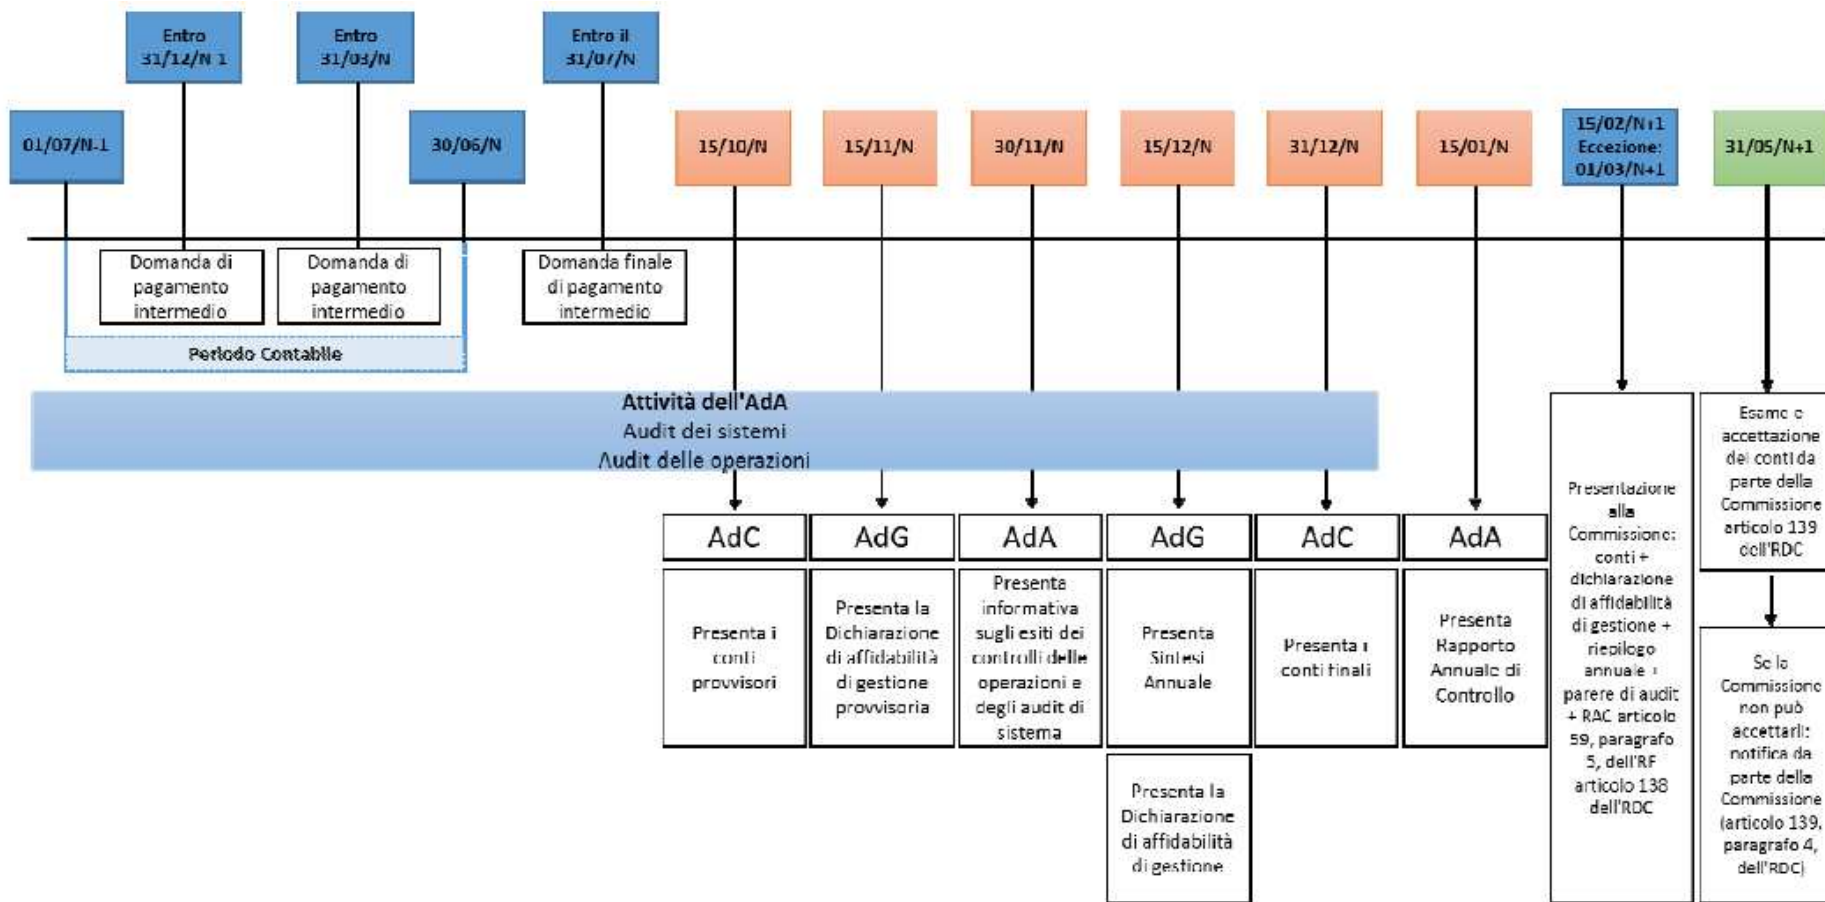 Entro
31/12/N-1
Entro
31/03/N
Entro il
31/07/N
01/07/N-1
30/06/N
15/10/N
15/11/N
30/11/N
15/12/N
31/12/N
15/01/N
15/02/N+1
Eccezione:
01/03/N+1
31/05/N+1
Domanda di
pagamento
intermedio
Domanda di
pagamento
intermedio
Domanda finale
di pagamento
intermedio
Periodo Contabile
Attività dell'AdA
Audit dei sistemi
Audit delle operazioni
AdC
Presenta i
conti
provvisori
AdG
Presenta la
Dichiarazione
di affidabilità
di gestione
provvisoria
AdA
Presenta
informativa
sugli esiti dei
controlli delle
operazioni e
degli audit di
sistema
AdG
Presenta
Sintesi
Annuale
Presenta la
Dichiarazione
di affidabilità
di gestione
AdC
Presenta i
conti finali
AdA
Presenta
Rapporto
Annuale di
Controllo
Presentazione
alla
Commissione:
conti +
dichiarazione
di affidabilità
di gestione +
riepilogo
annuale +
parere di audit
+ RAC articolo
59, paragrafo
5, dell'RF
articolo 138
dell'RDC
Esame e
accettazione
dei conti da
parte della
Commissione
articolo 139
dell'RDC
Se la
Commissione
non può
accettarli:
notifica da
parte della
Commissione
(articolo 139,
paragrafo 4,
dell'RDC)